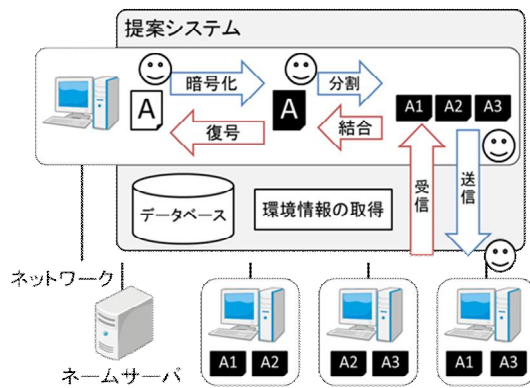 提案システム
暗号化
分割
A
A
A1 A2 A3
復号
結合
受信
送信
データベース
環境情報の取得
ネットワーク
ネームサーバ
A1 A2
A2 A3
A1 A3